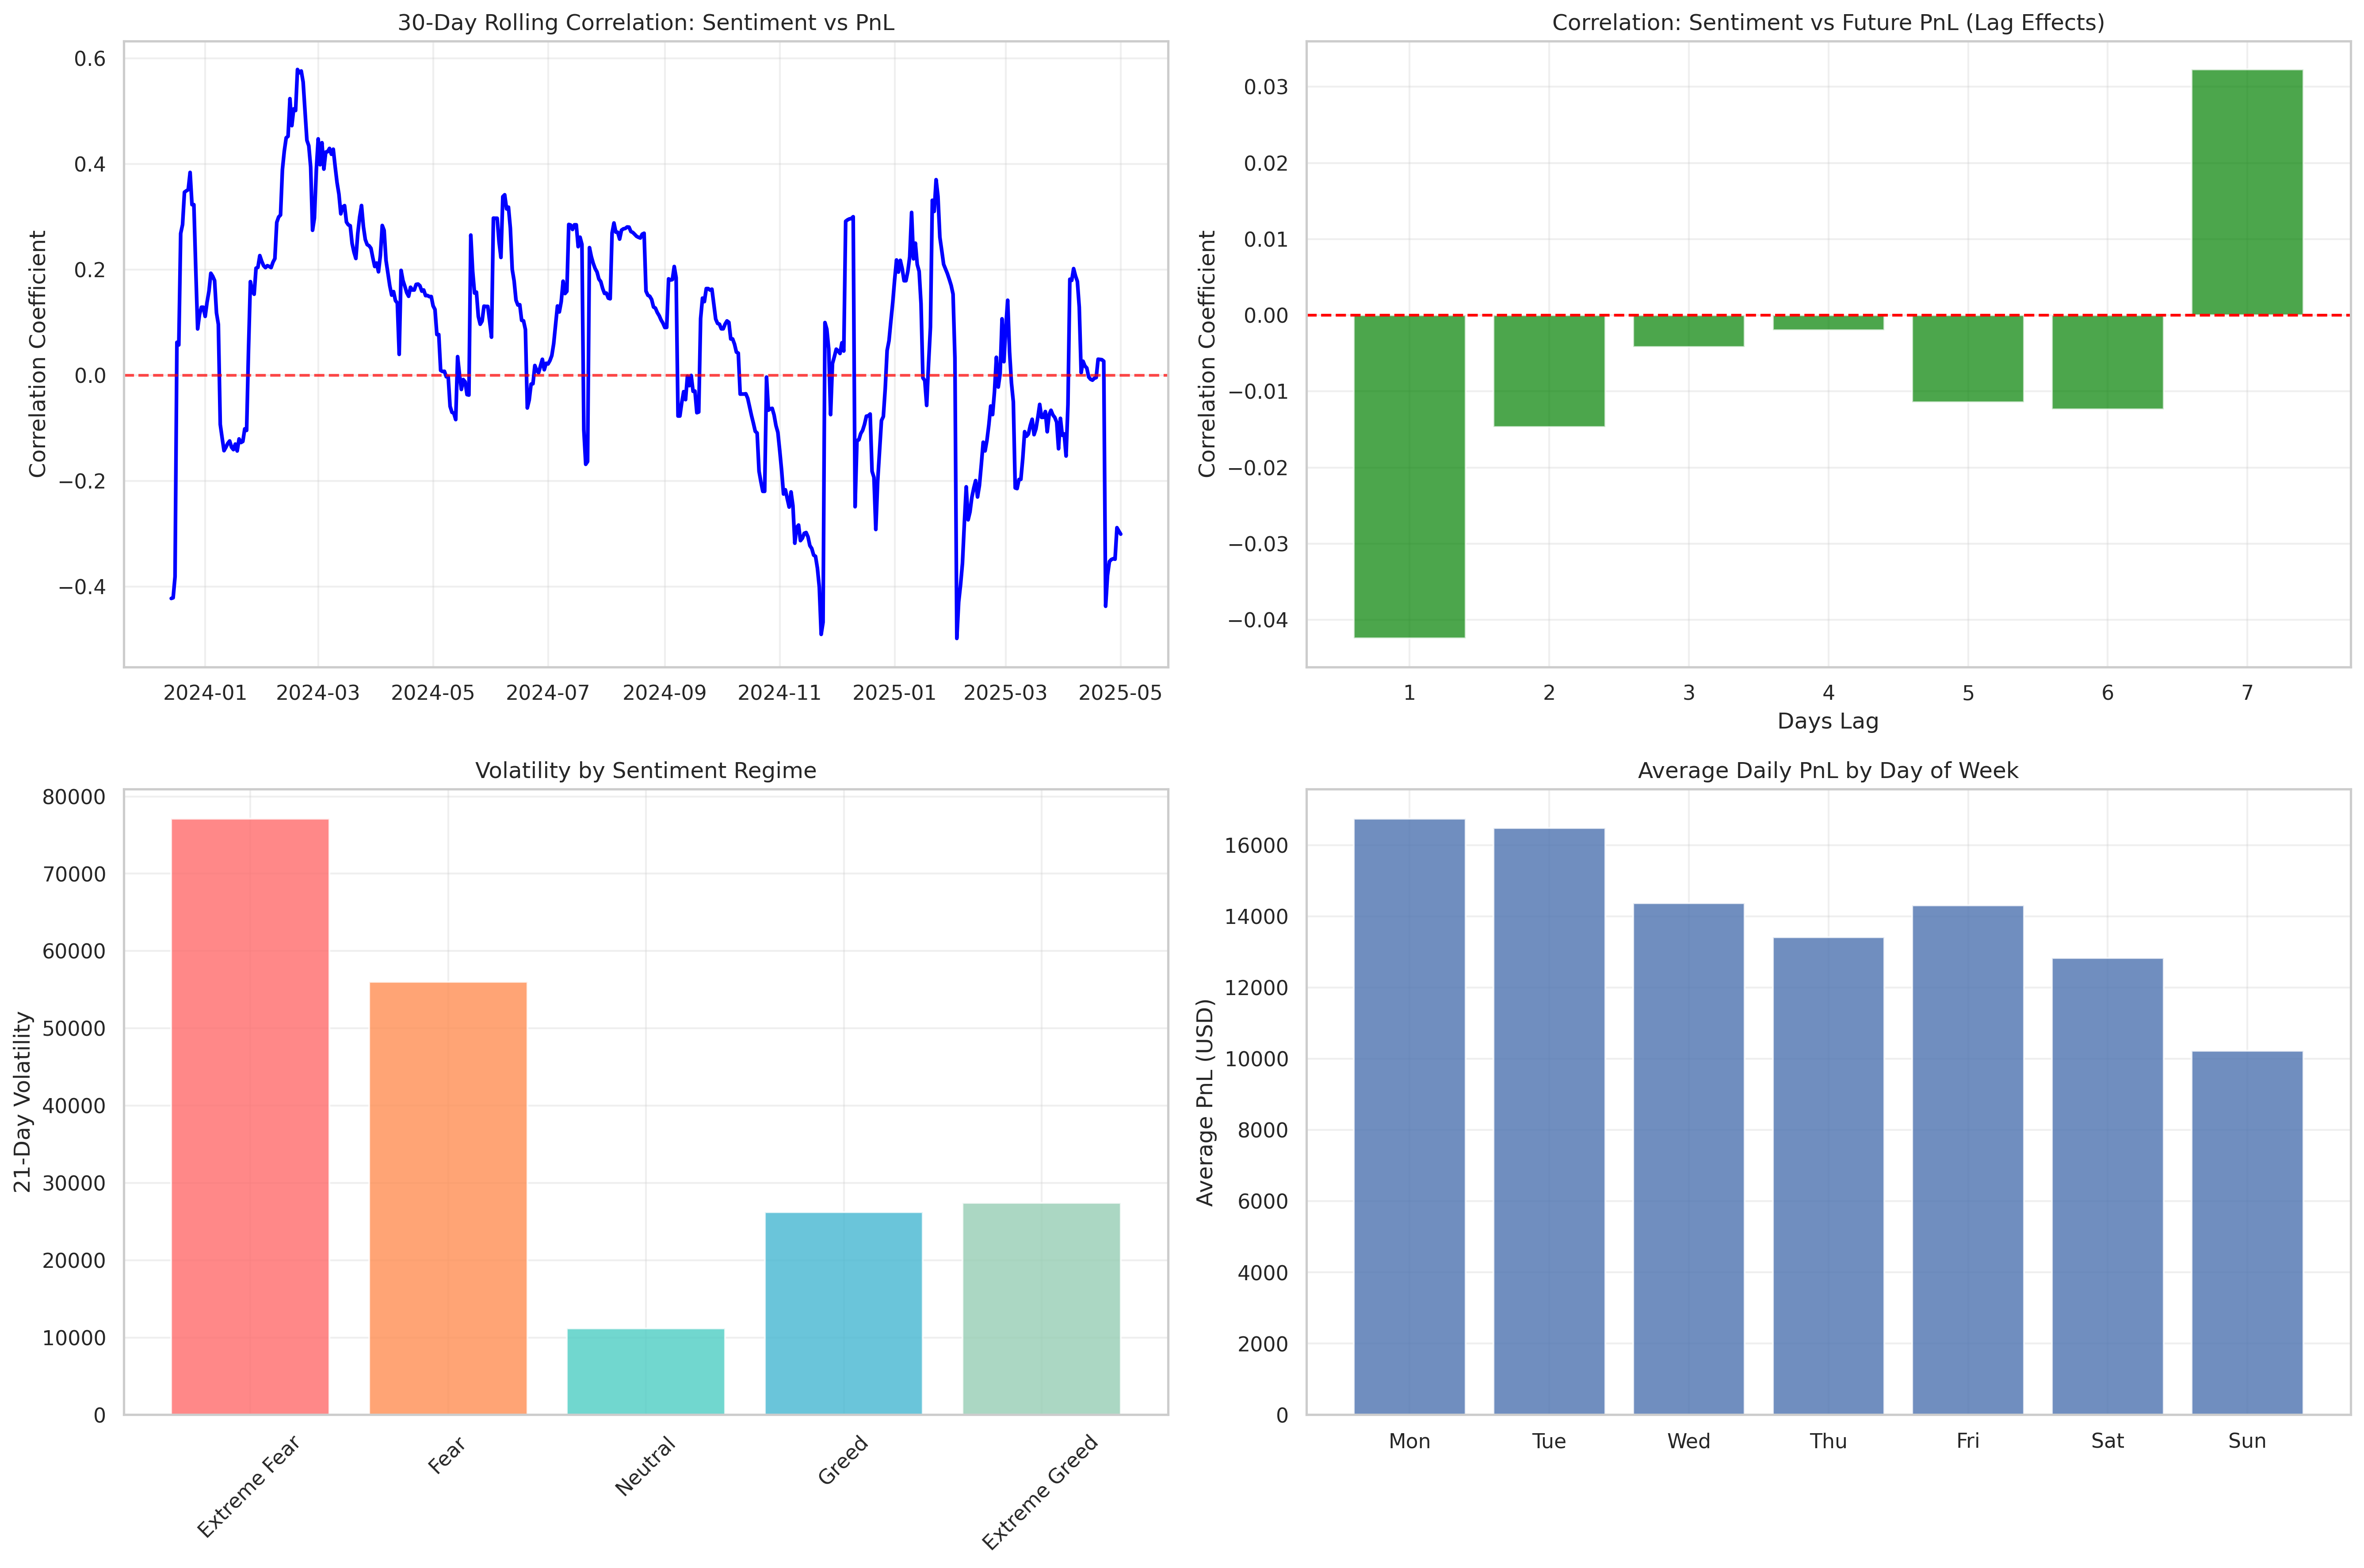 30-Day Rolling Correlation: Sentiment vs PnL
Correlation Coefficient
0.6
0.4
0.2
0.0
−0.2
−0.4
2024-01
2024-03
2024-05
2024-07
2024-09
2024-11
2025-01
2025-03
2025-05
Correlation: Sentiment vs Future PnL (Lag Effects)
Correlation Coefficient
0.03
0.02
0.01
0.00
−0.01
−0.02
−0.03
−0.04
1
2
3
4
5
6
7
Days Lag
Volatility by Sentiment Regime
21-Day Volatility
80000
70000
60000
50000
40000
30000
20000
10000
0
Extreme Fear
Fear
Neutral
Greed
Extreme Greed
Average Daily PnL by Day of Week
Average PnL (USD)
16000
14000
12000
10000
8000
6000
4000
2000
0
Mon
Tue
Wed
Thu
Fri
Sat
Sun